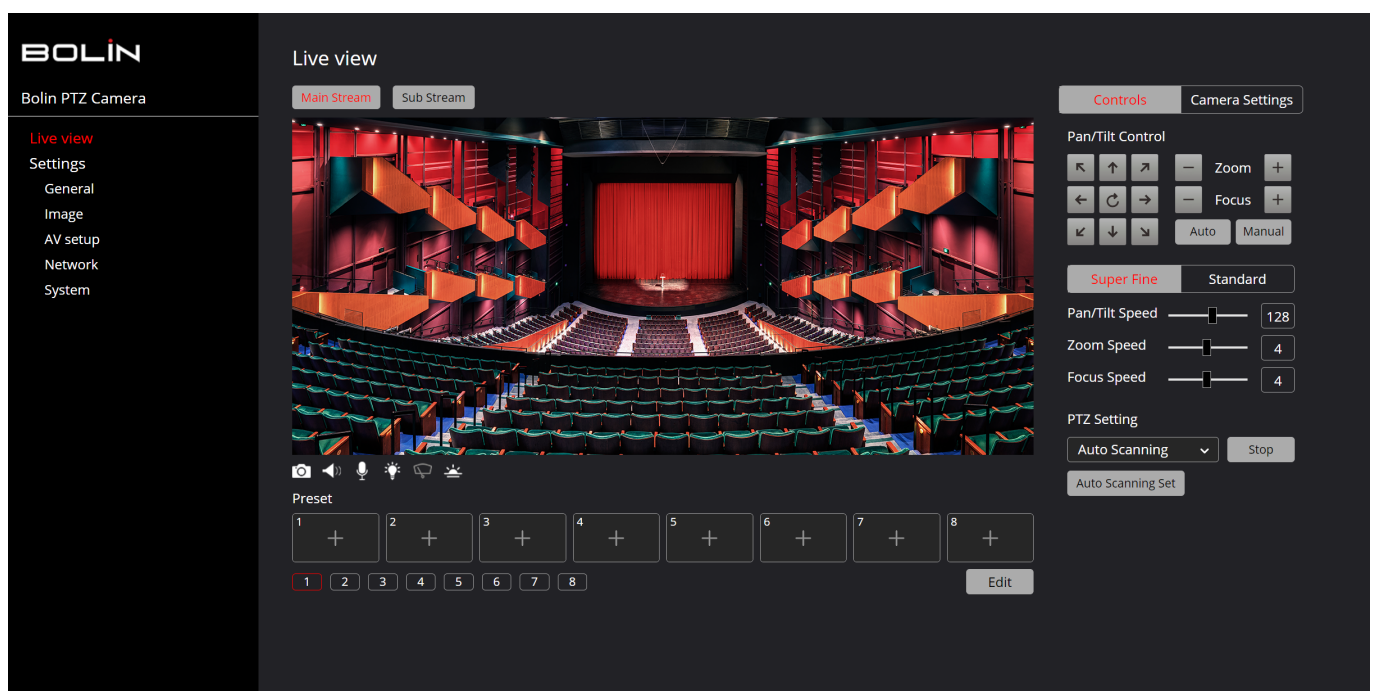 BOLIN
Bolin PTZ Camera
Live view
Settings
General
Image
AV setup
Network
System
Live view
Main Stream
Sub Stream
Preset
1
2
3
4
5
6
7
8
1
2
3
4
5
6
7
8
Edit
Controls
Camera Settings
Pan/Tilt Control
Zoom
Focus
Auto
Manual
Super Fine
Standard
Pan/Tilt Speed 128
Zoom Speed 4
Focus Speed 4
PTZ Setting
Auto Scanning
Stop
Auto Scanning Set